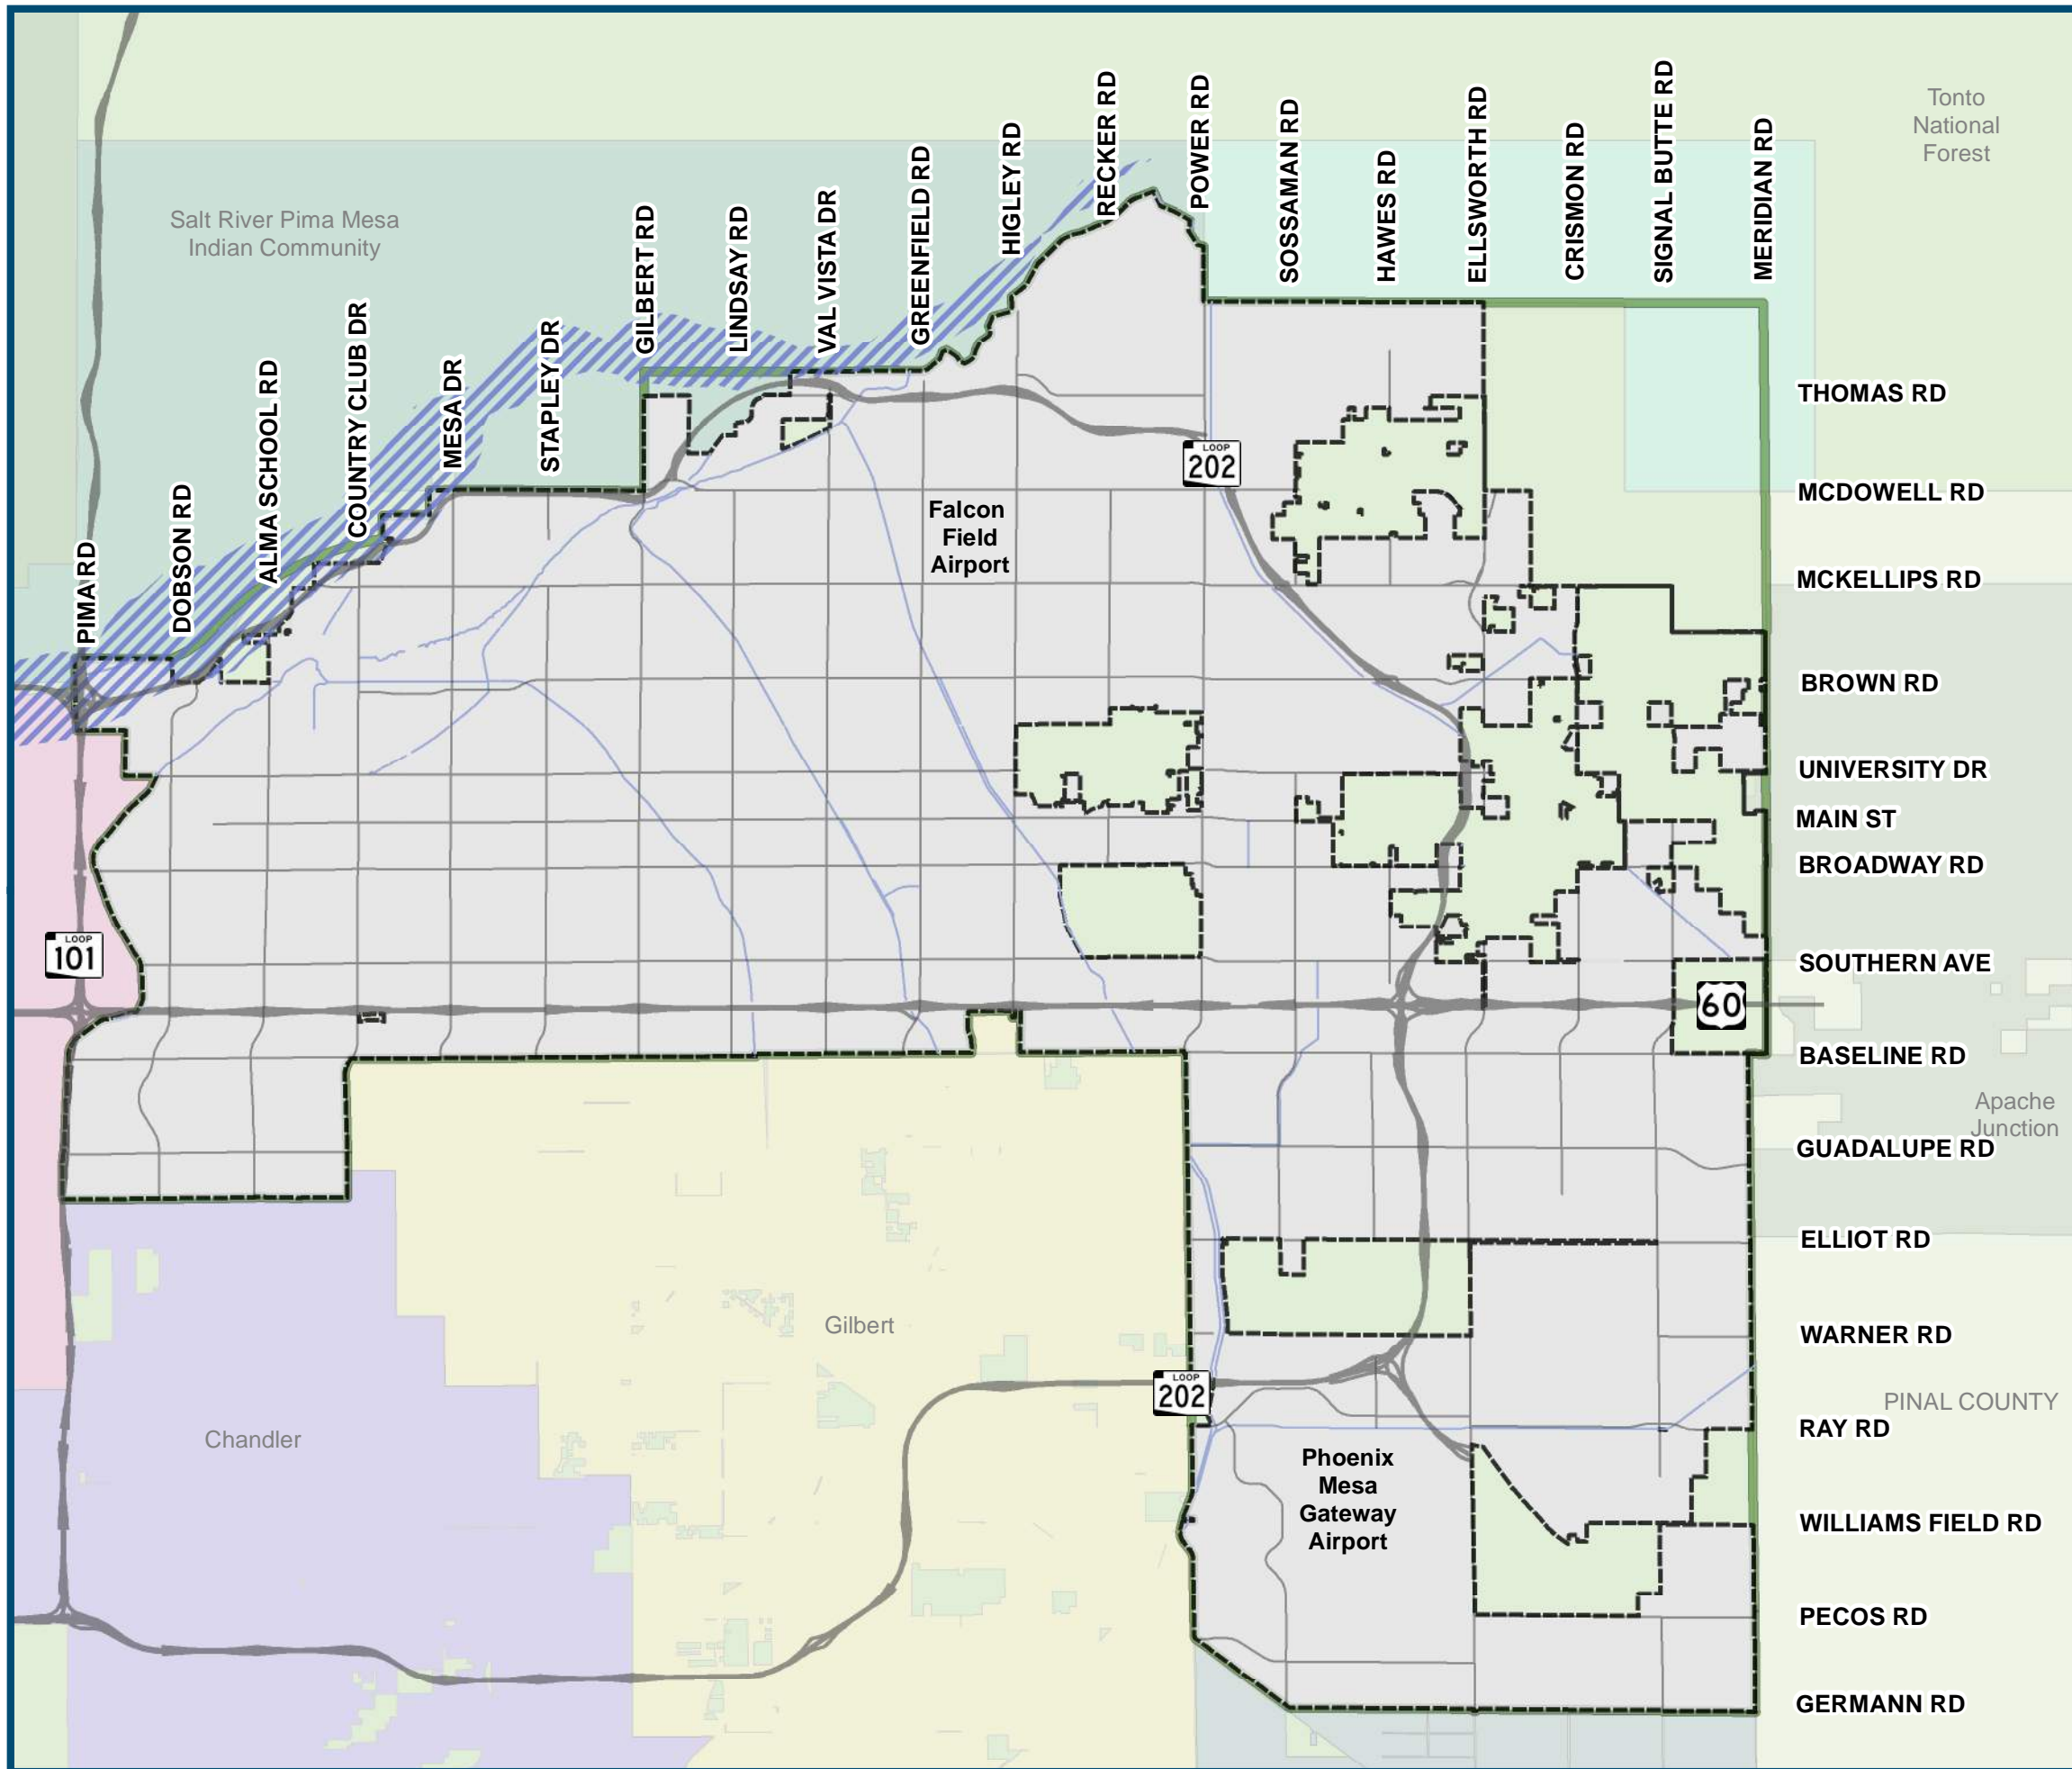 Tonto
National
Forest
Salt River Pima Mesa
Indian Community
PIMA RD
DOBSON RD
ALMA SCHOOL RD
COUNTRY CLUB DR
MESA DR
STAPLEY DR
GILBERT RD
LINDSAY RD
VAL VISTA DR
GREENFIELD RD
HIGLEY RD
RECKER RD
POWER RD
SOSSAMAN RD
HAWES RD
ELLSWORTH RD
CRISMON RD
SIGNAL BUTTE RD
MERIDIAN RD
THOMAS RD
LOOP
202
MCDOWELL RD
Falcon
Field
Airport
MCKELLIPS RD
BROWN RD
UNIVERSITY DR
MAIN ST
BROADWAY RD
LOOP
101
SOUTHERN AVE
60
BASELINE RD
Apache
Junction
GUADALUPE RD
ELLIOT RD
Gilbert
WARNER RD
LOOP
202
PINAL COUNTY
Chandler
RAY RD
Phoenix
Mesa
Gateway
Airport
WILLIAMS FIELD RD
PECOS RD
GERMANN RD